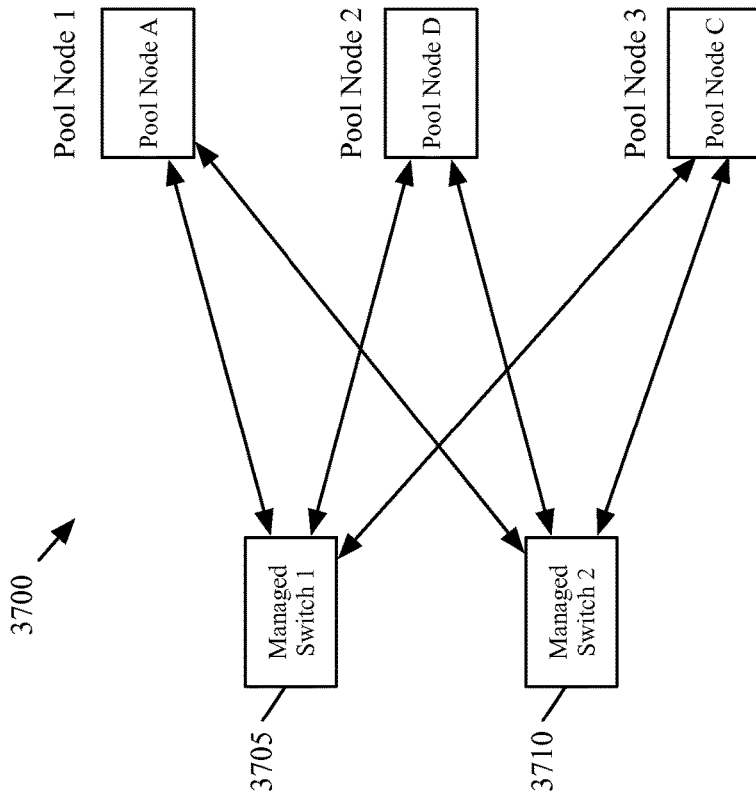 3700
3705
Managed
Switch 1
3710
Managed
Switch 2
Pool Node 1
Pool Node A
Pool Node 2
Pool Node D
Pool Node 3
Pool Node C